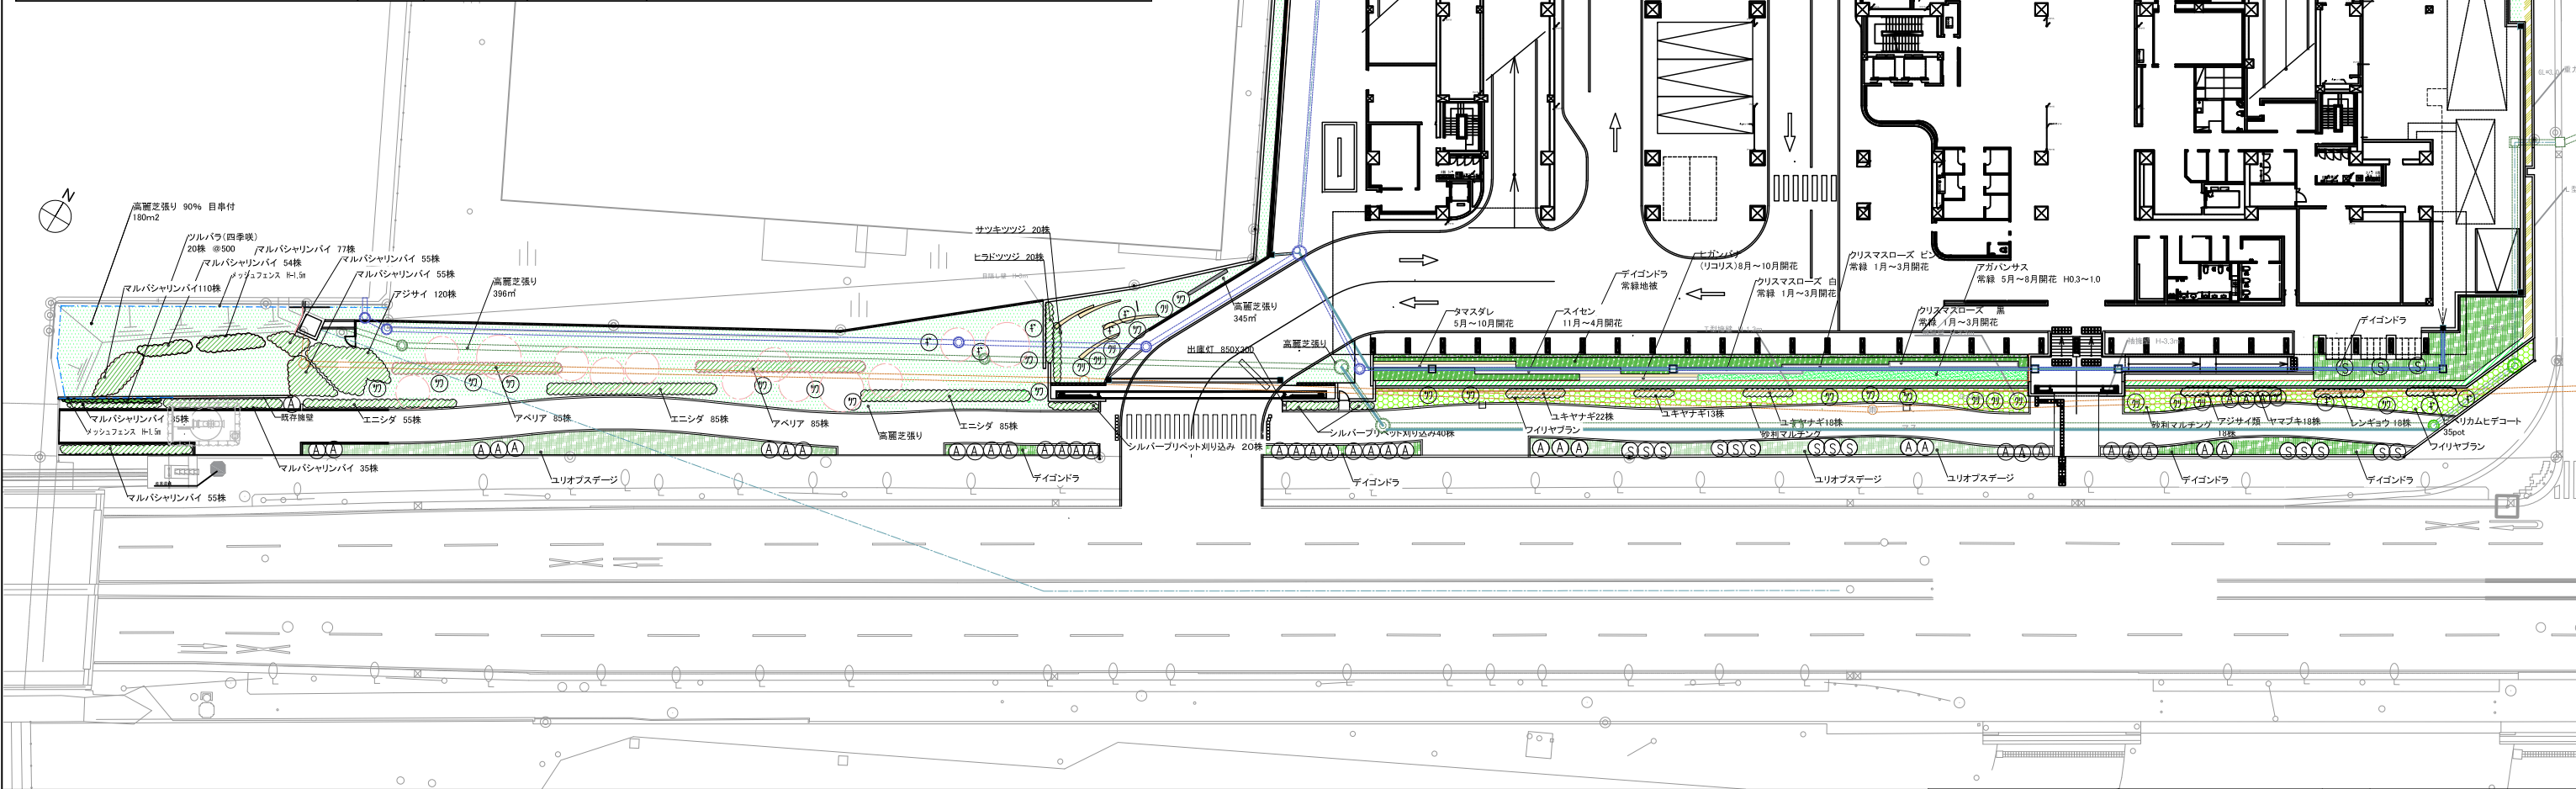 N
高麗芝張り 90% 目串付
180m2
ツルバラ(四季咲)
20株 @500
マルバシャリンバイ 77株
マルバシャリンバイ 54株
メッシュフェンス H=1.5m
マルバシャリンバイ110株
マルバシャリンバイ 55株
マルバシャリンバイ 55株
アジサイ 120株
高麗芝張り
396㎡
サツキツツジ 20株
ヒラドツツジ 20株
高麗芝張り
345㎡
出庫灯 850X300
高麗芝張り
タマスダレ
5月～10月開花
スイセン
11月～4月開花
デイゴンドラ
常緑地被
ヒガンバナ
(リコリス)8月～10月開花
クリスマスローズ 白
常緑 1月～3月開花
クリスマスローズ ピン
常緑 1月～3月開花
アガパンサス
常緑 5月～8月開花 H0.3～1.0
クリスマスローズ 黒
常緑 1月～3月開花
デイゴンドラ
マルバシャリンバイ
メッシュフェンス H=1.5m
既存擁壁
エニシダ 55株
アベリア 85株
エニシダ 85株
アベリア 85株
高麗芝張り
エニシダ 85株
シルバープリペット刈り込み 20株
シルバープリペット刈り込み40株
フイリヤブラン
ユキヤナギ22株
ユキヤナギ13株
ユキヤナギ18株
砂利マルチング
砂利マルチング
アジサイ類
18株
ヤマブキ18株
レンギョウ 18株
ヒペリカムヒデコート
35pot
フイリヤブラン
マルバシャリンバイ 35株
マルバシャリンバイ 55株
ユリオプスデージ
デイゴンドラ
デイゴンドラ
ユリオプスデージ
ユリオプスデージ
デイゴンドラ
デイゴンドラ